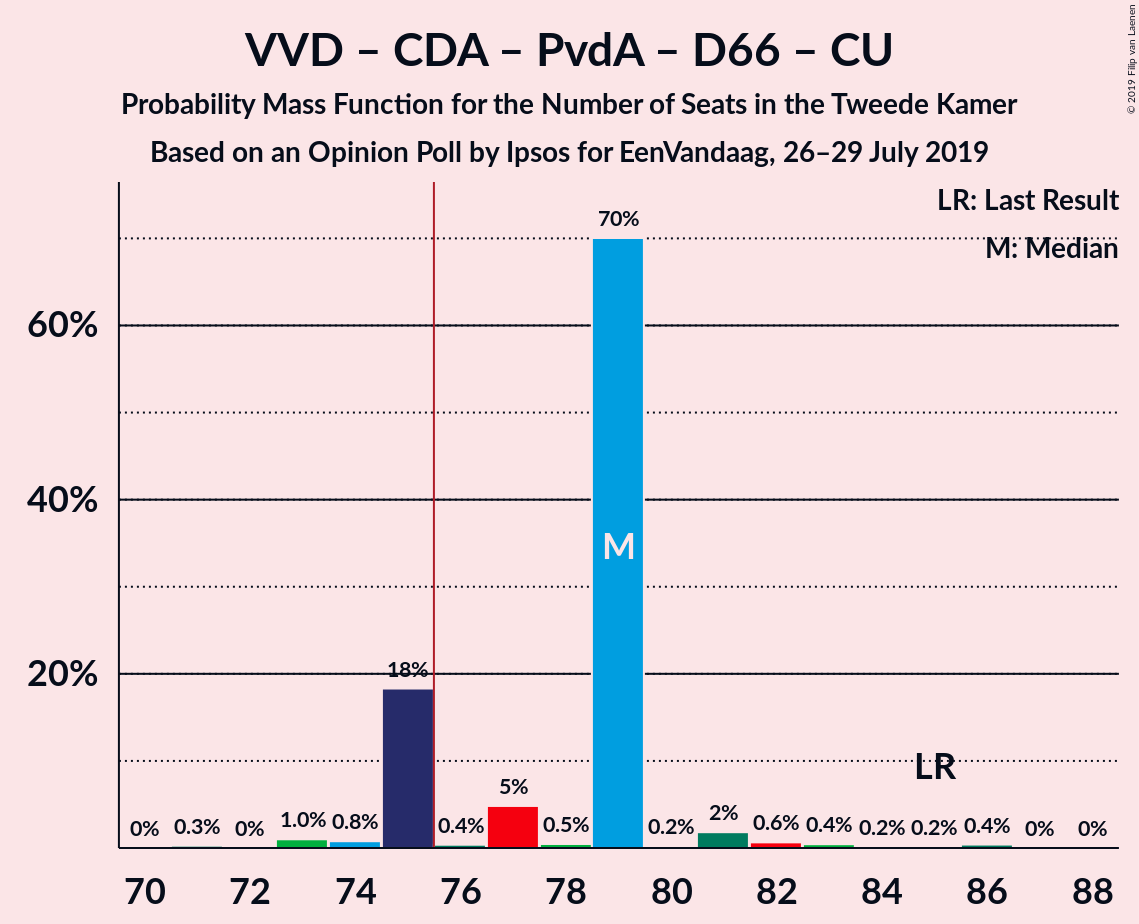 VVD – CDA – PvdA – D66 – CU
Probability Mass Function for the Number of Seats in the Tweede Kamer
Based on an Opinion Poll by Ipsos for EenVandaag, 26–29 July 2019
© 2019 Filip van Laenen
LR: Last Result
M: Median
60%
40%
20%
0%
0.3%
0%
1.0%
0.8%
18%
0.4%
5%
0.5%
70%
M
0.2%
2%
0.6%
0.4%
0.2%
LR
0.2%
0.4%
0%
0%
70 72 74 76 78 80 82 84 86 88